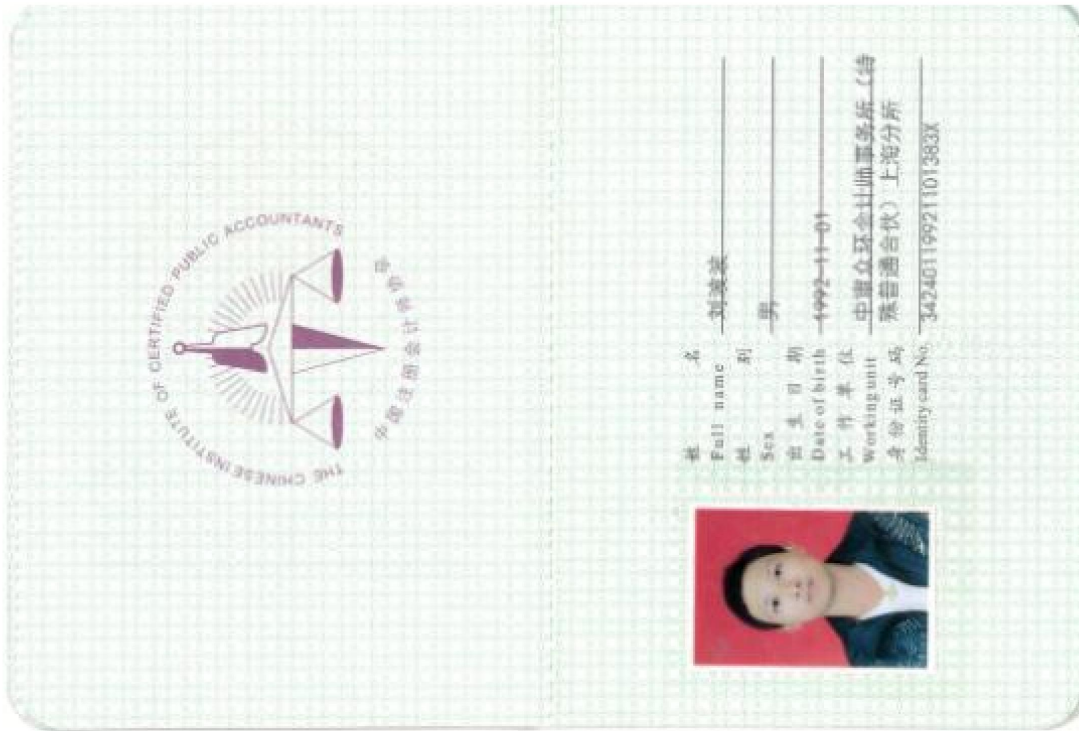 THE CHINESE INSTITUTE OF CERTIFIED PUBLIC ACCOUNTANTS
中国注册会计师协会
姓 名
Full name
性 别
Sex 男
出 生 日 期
Date of birth 1992-11-01
工 作 单 位
Working unit 中审众环会计师事务所（特
殊普通合伙）上海分所
身 份 证 号 码
Identity card No. 34240119921101383X